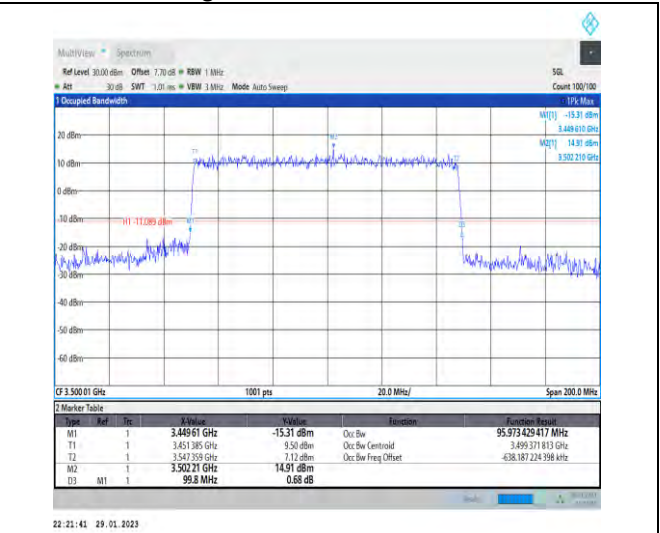 MultiView Spectrum
Ref Level 30.00 dBm Offset 7.70 dB RBW 1 MHz SGL
Att 30 dB SWT 1.01 ms VBW 3 MHz Mode Auto Sweep Count 100/100
1 Occupied Bandwidth 1Pk Max
M1[1] -15.31 dBm
3.449 610 GHz
M2[1] 14.91 dBm
3.502 210 GHz
20 dBm
M2
T1
T2
10 dBm
0 dBm
-10 dBm
H1 -11.089 dBm
M1
D3
-20 dBm
-30 dBm
-40 dBm
-50 dBm
-60 dBm
CF 3.500 01 GHz 1001 pts 20.0 MHz/ Span 200.0 MHz
2 Marker Table
Type Ref Trc X-Value Y-Value Function Function Result
M1 1 3.449 61 GHz -15.31 dBm Occ Bw 95.973 429 417 MHz
T1 1 3.451 385 GHz 9.50 dBm Occ Bw Centroid 3.499 371 813 GHz
T2 1 3.547 359 GHz 7.12 dBm Occ Bw Freq Offset -638.187 224 398 kHz
M2 1 3.502 21 GHz 14.91 dBm
D3 M1 1 99.8 MHz 0.68 dB
22:21:41 29.01.2023